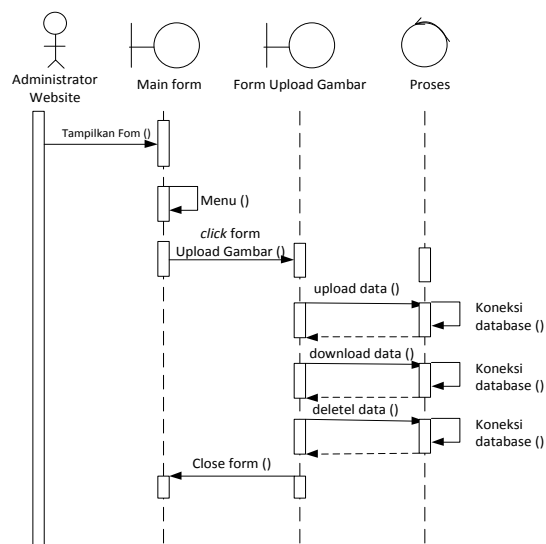 Administrator
Website
Main form
Form Upload Gambar
Proses
Tampilkan Fom ()
Menu ()
click form
Upload Gambar ()
upload data ()
Koneksi
database ()
download data ()
Koneksi
database ()
deletel data ()
Koneksi
database ()
Close form ()